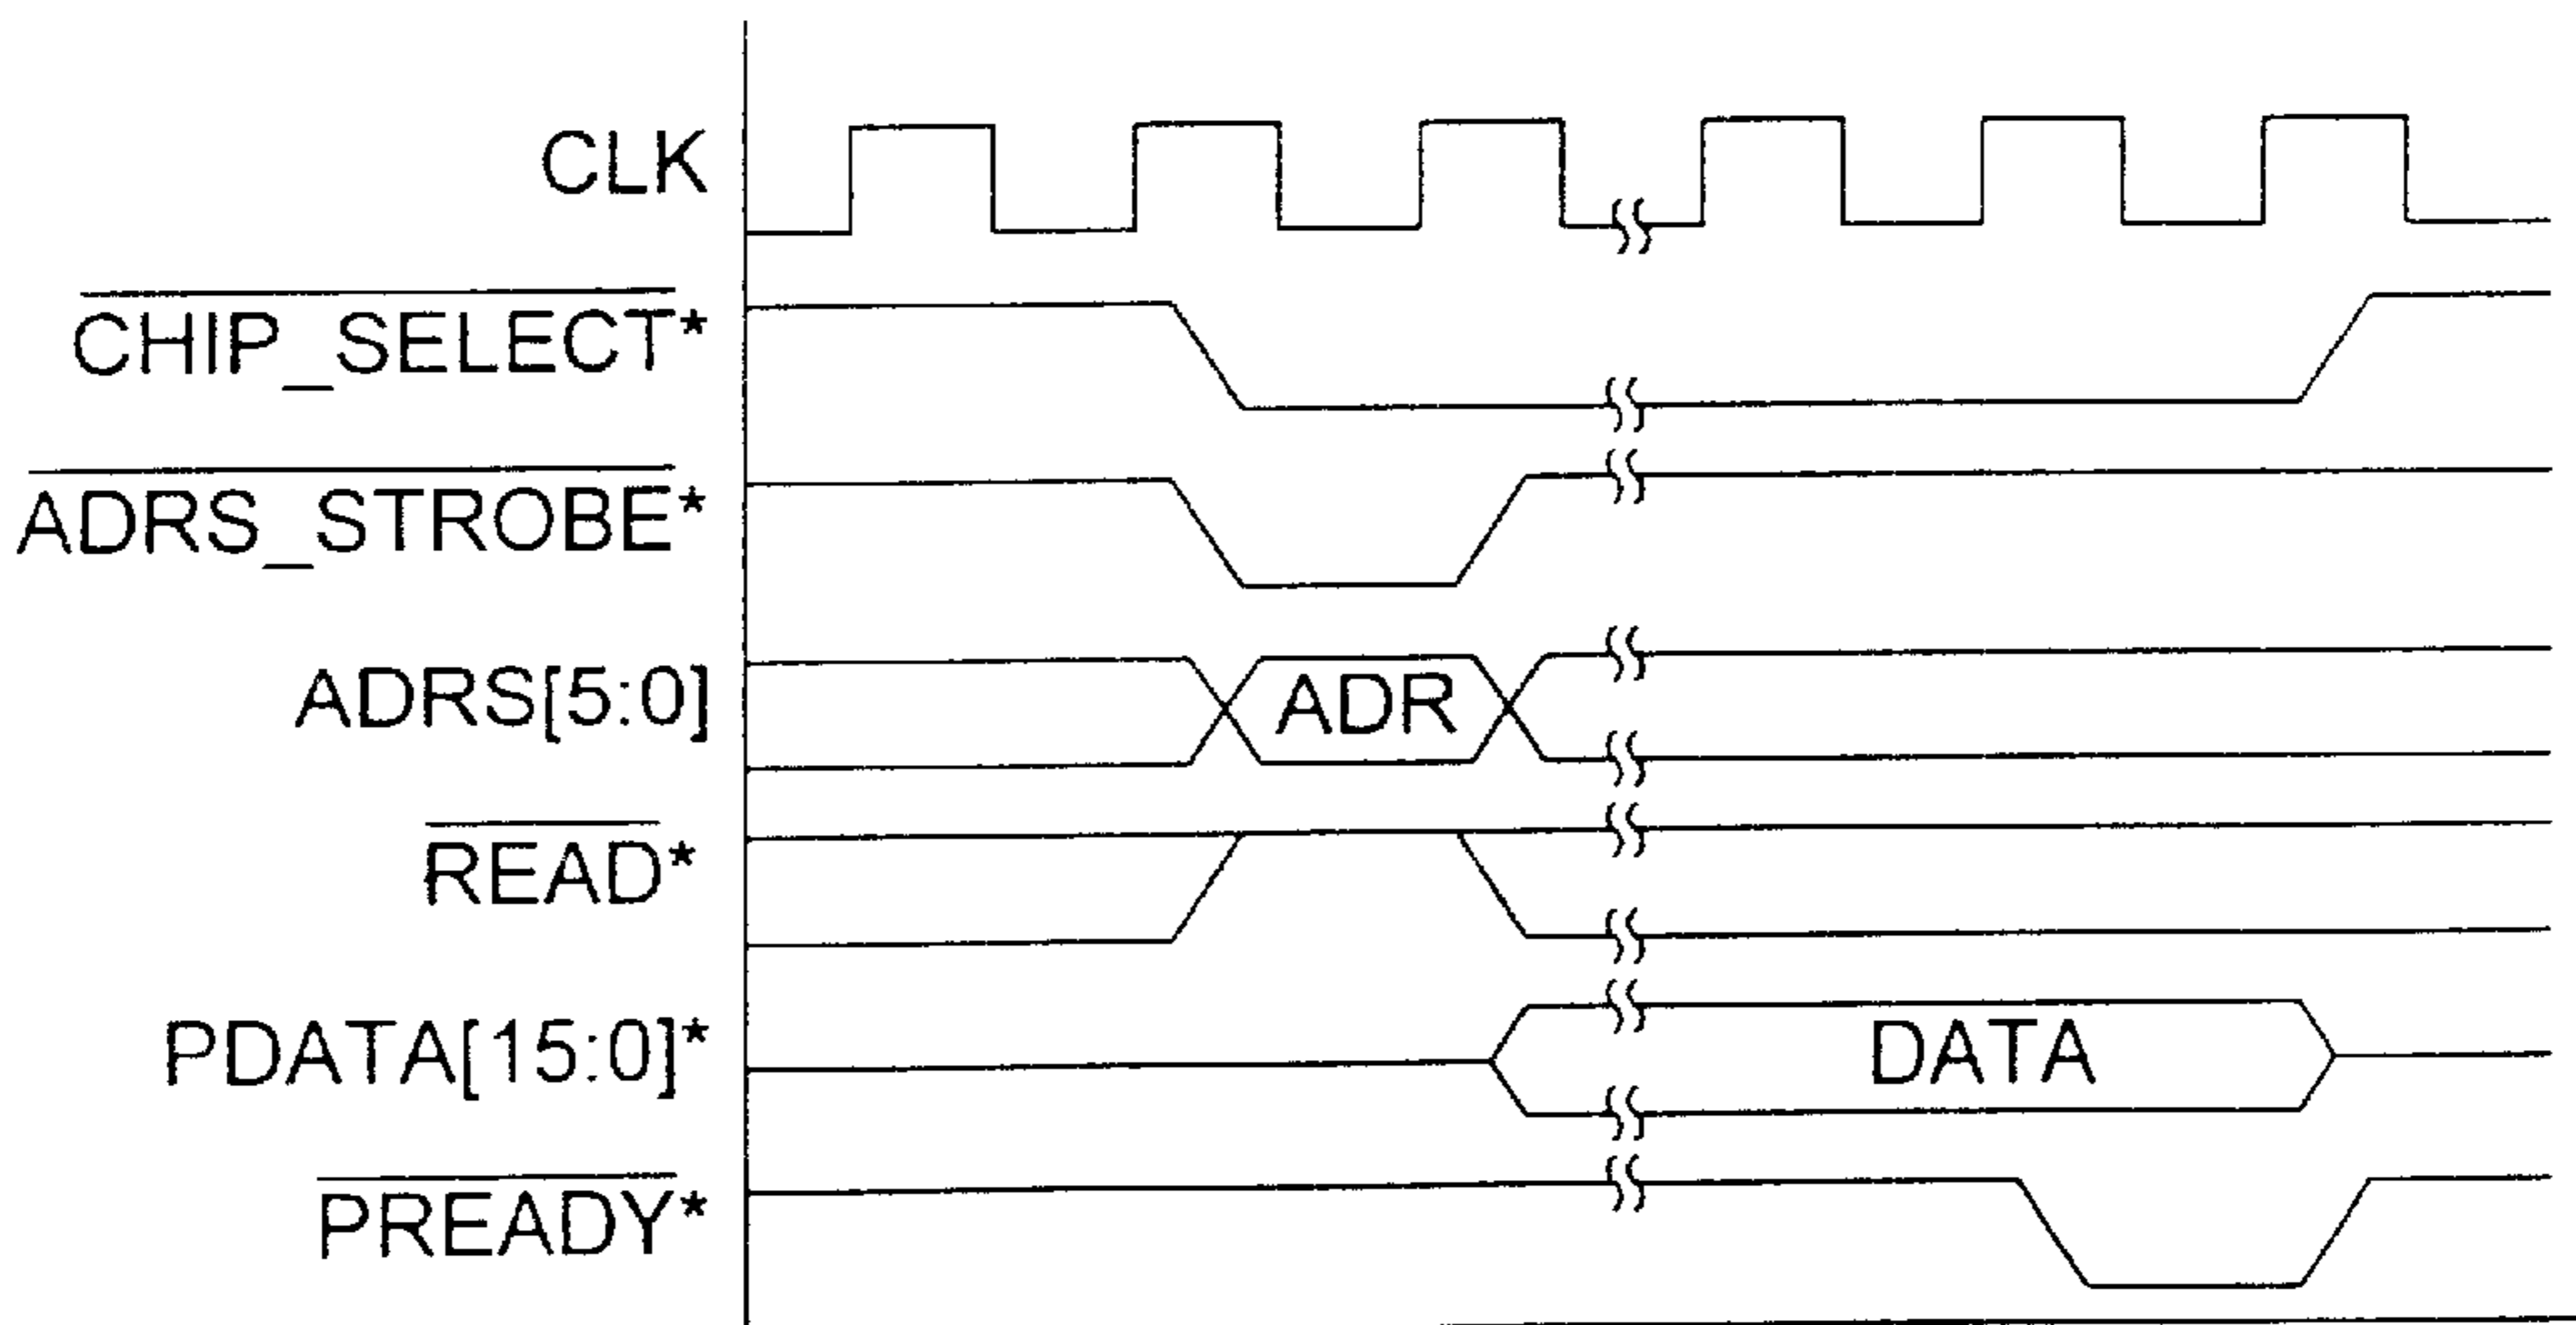 CLK
CHIP_SELECT*
ADRS_STROBE*
ADRS[5:0]
ADR
READ*
PDATA[15:0]*
DATA
PREADY*